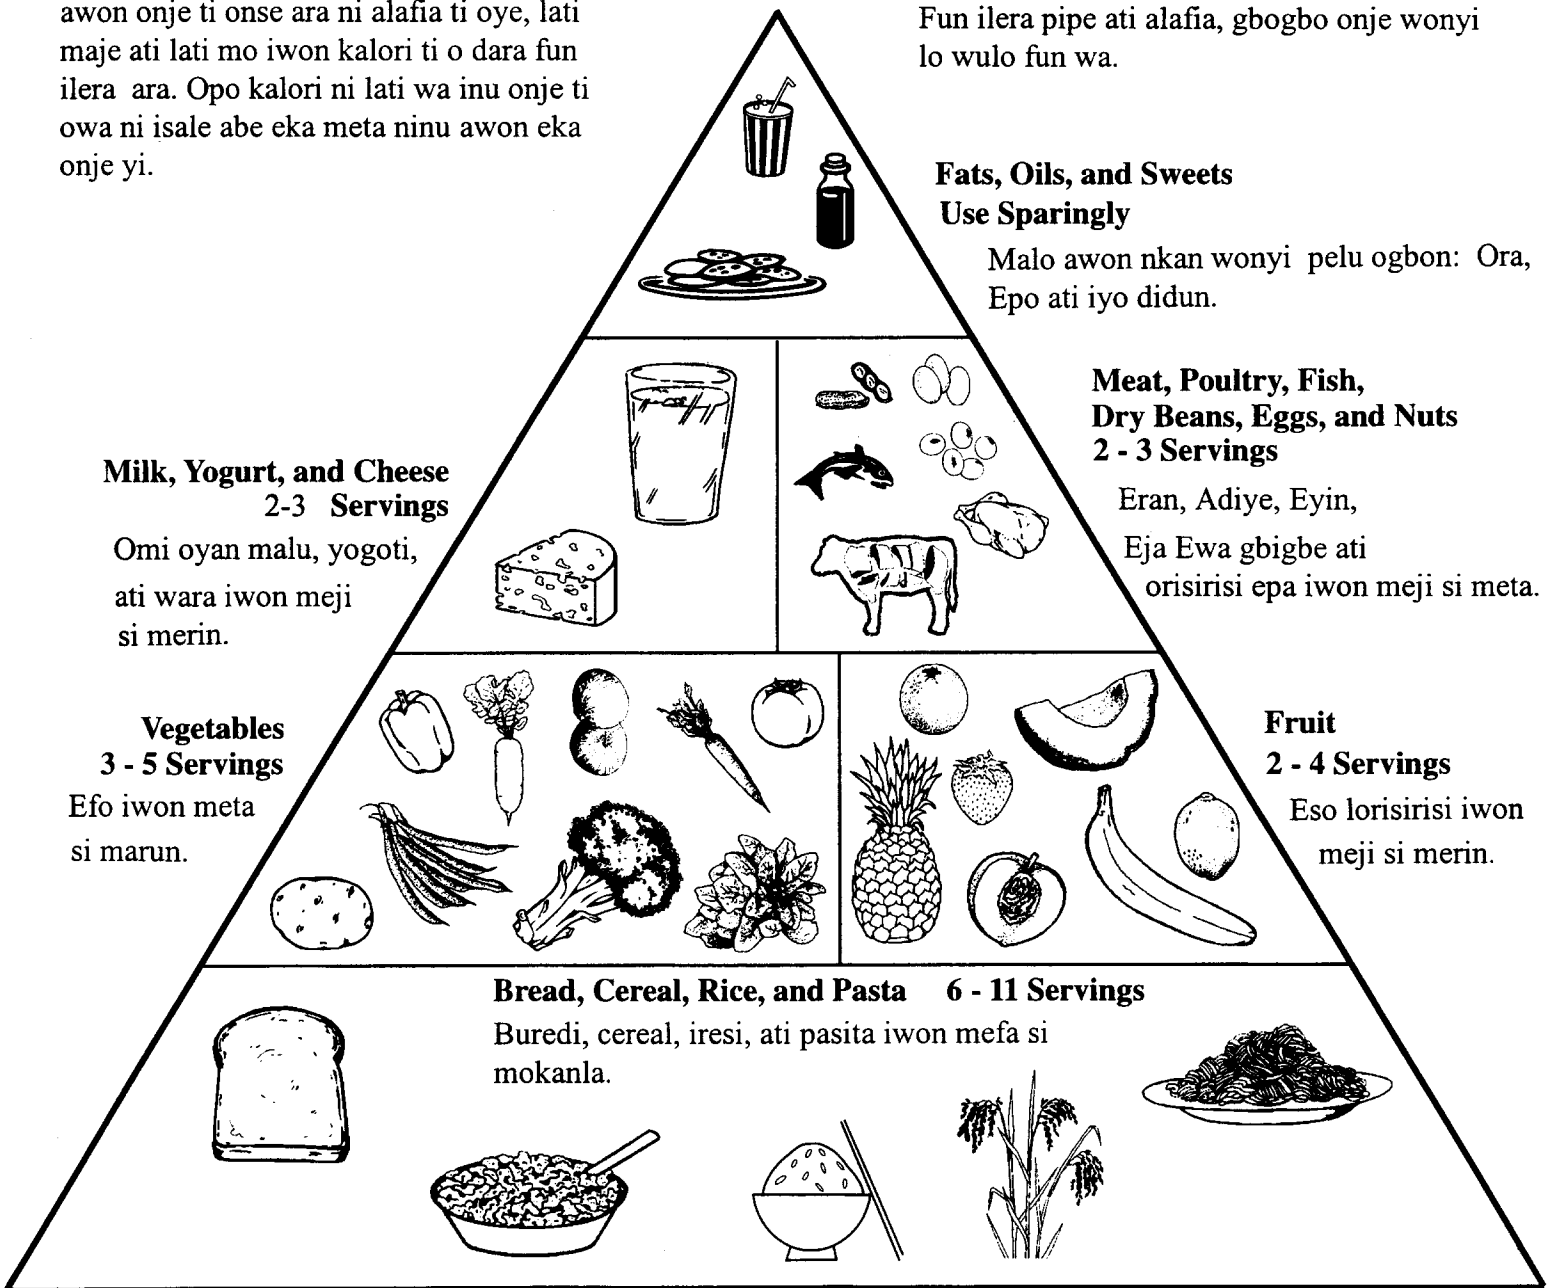 awon onje ti onse ara ni alafia ti oye, lati
maje ati lati mo iwon kalori ti o dara fun
ilera ara. Opo kalori ni lati wa inu onje ti
owa ni isale abe eka meta ninu awon eka
onje yi.
Fun ilera pipe ati alafia, gbogbo onje wonyi
lo wulo fun wa.
Fats, Oils, and Sweets
Use Sparingly
Malo awon nkan wonyi pelu ogbon: Ora,
Epo ati iyo didun.
Meat, Poultry, Fish,
Dry Beans, Eggs, and Nuts
2 - 3 Servings
Eran, Adiye, Eyin,
Eja Ewa gbigbe ati
orisirisi epa iwon meji si meta.
Milk, Yogurt, and Cheese
2-3 Servings
Omi oyan malu, yogoti,
ati wara iwon meji
si merin.
Vegetables
3 - 5 Servings
Efo iwon meta
si marun.
Fruit
2 - 4 Servings
Eso lorisirisi iwon
meji si merin.
Bread, Cereal, Rice, and Pasta 6 - 11 Servings
Buredi, cereal, iresi, ati pasita iwon mefa si
mokanla.